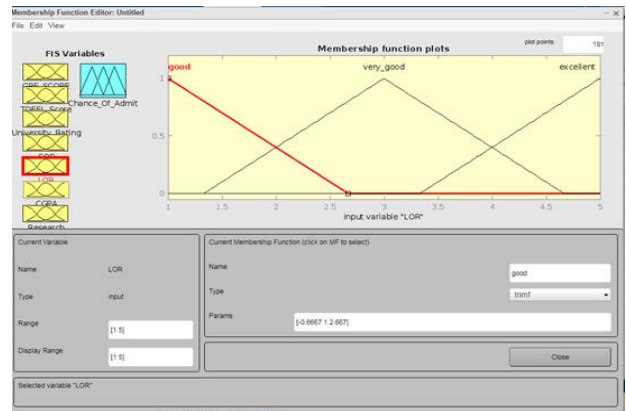 Membership Function Editor: Untitled
File Edit View
FIS Variables
GRE_SCORE
TOEFL_Score
University_Rating
SOP
LOR
CGPA
Research
Chance_Of_Admit
Membership function plots
plot points: 181
good very_good excellent
1
0.5
0
1 1.5 2 2.5 3 3.5 4 4.5 5
input variable "LOR"
Current Variable
Name LOR
Type input
Range [1 5]
Display Range [1 5]
Current Membership Function (click on MF to select)
Name good
Type trimf
Params [-0.6667 1 2.667]
Close
Selected variable "LOR"